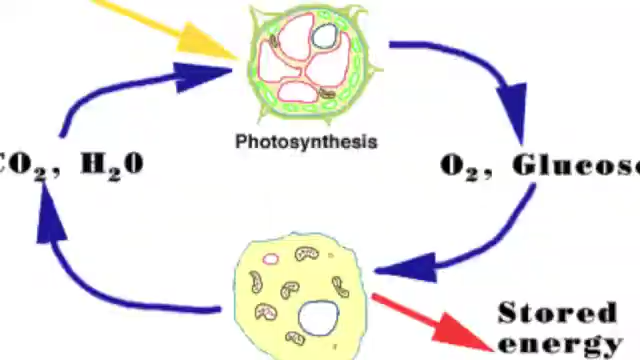 Photosynthesis
CO₂, H₂O
O₂, Glucose
Stored
energy